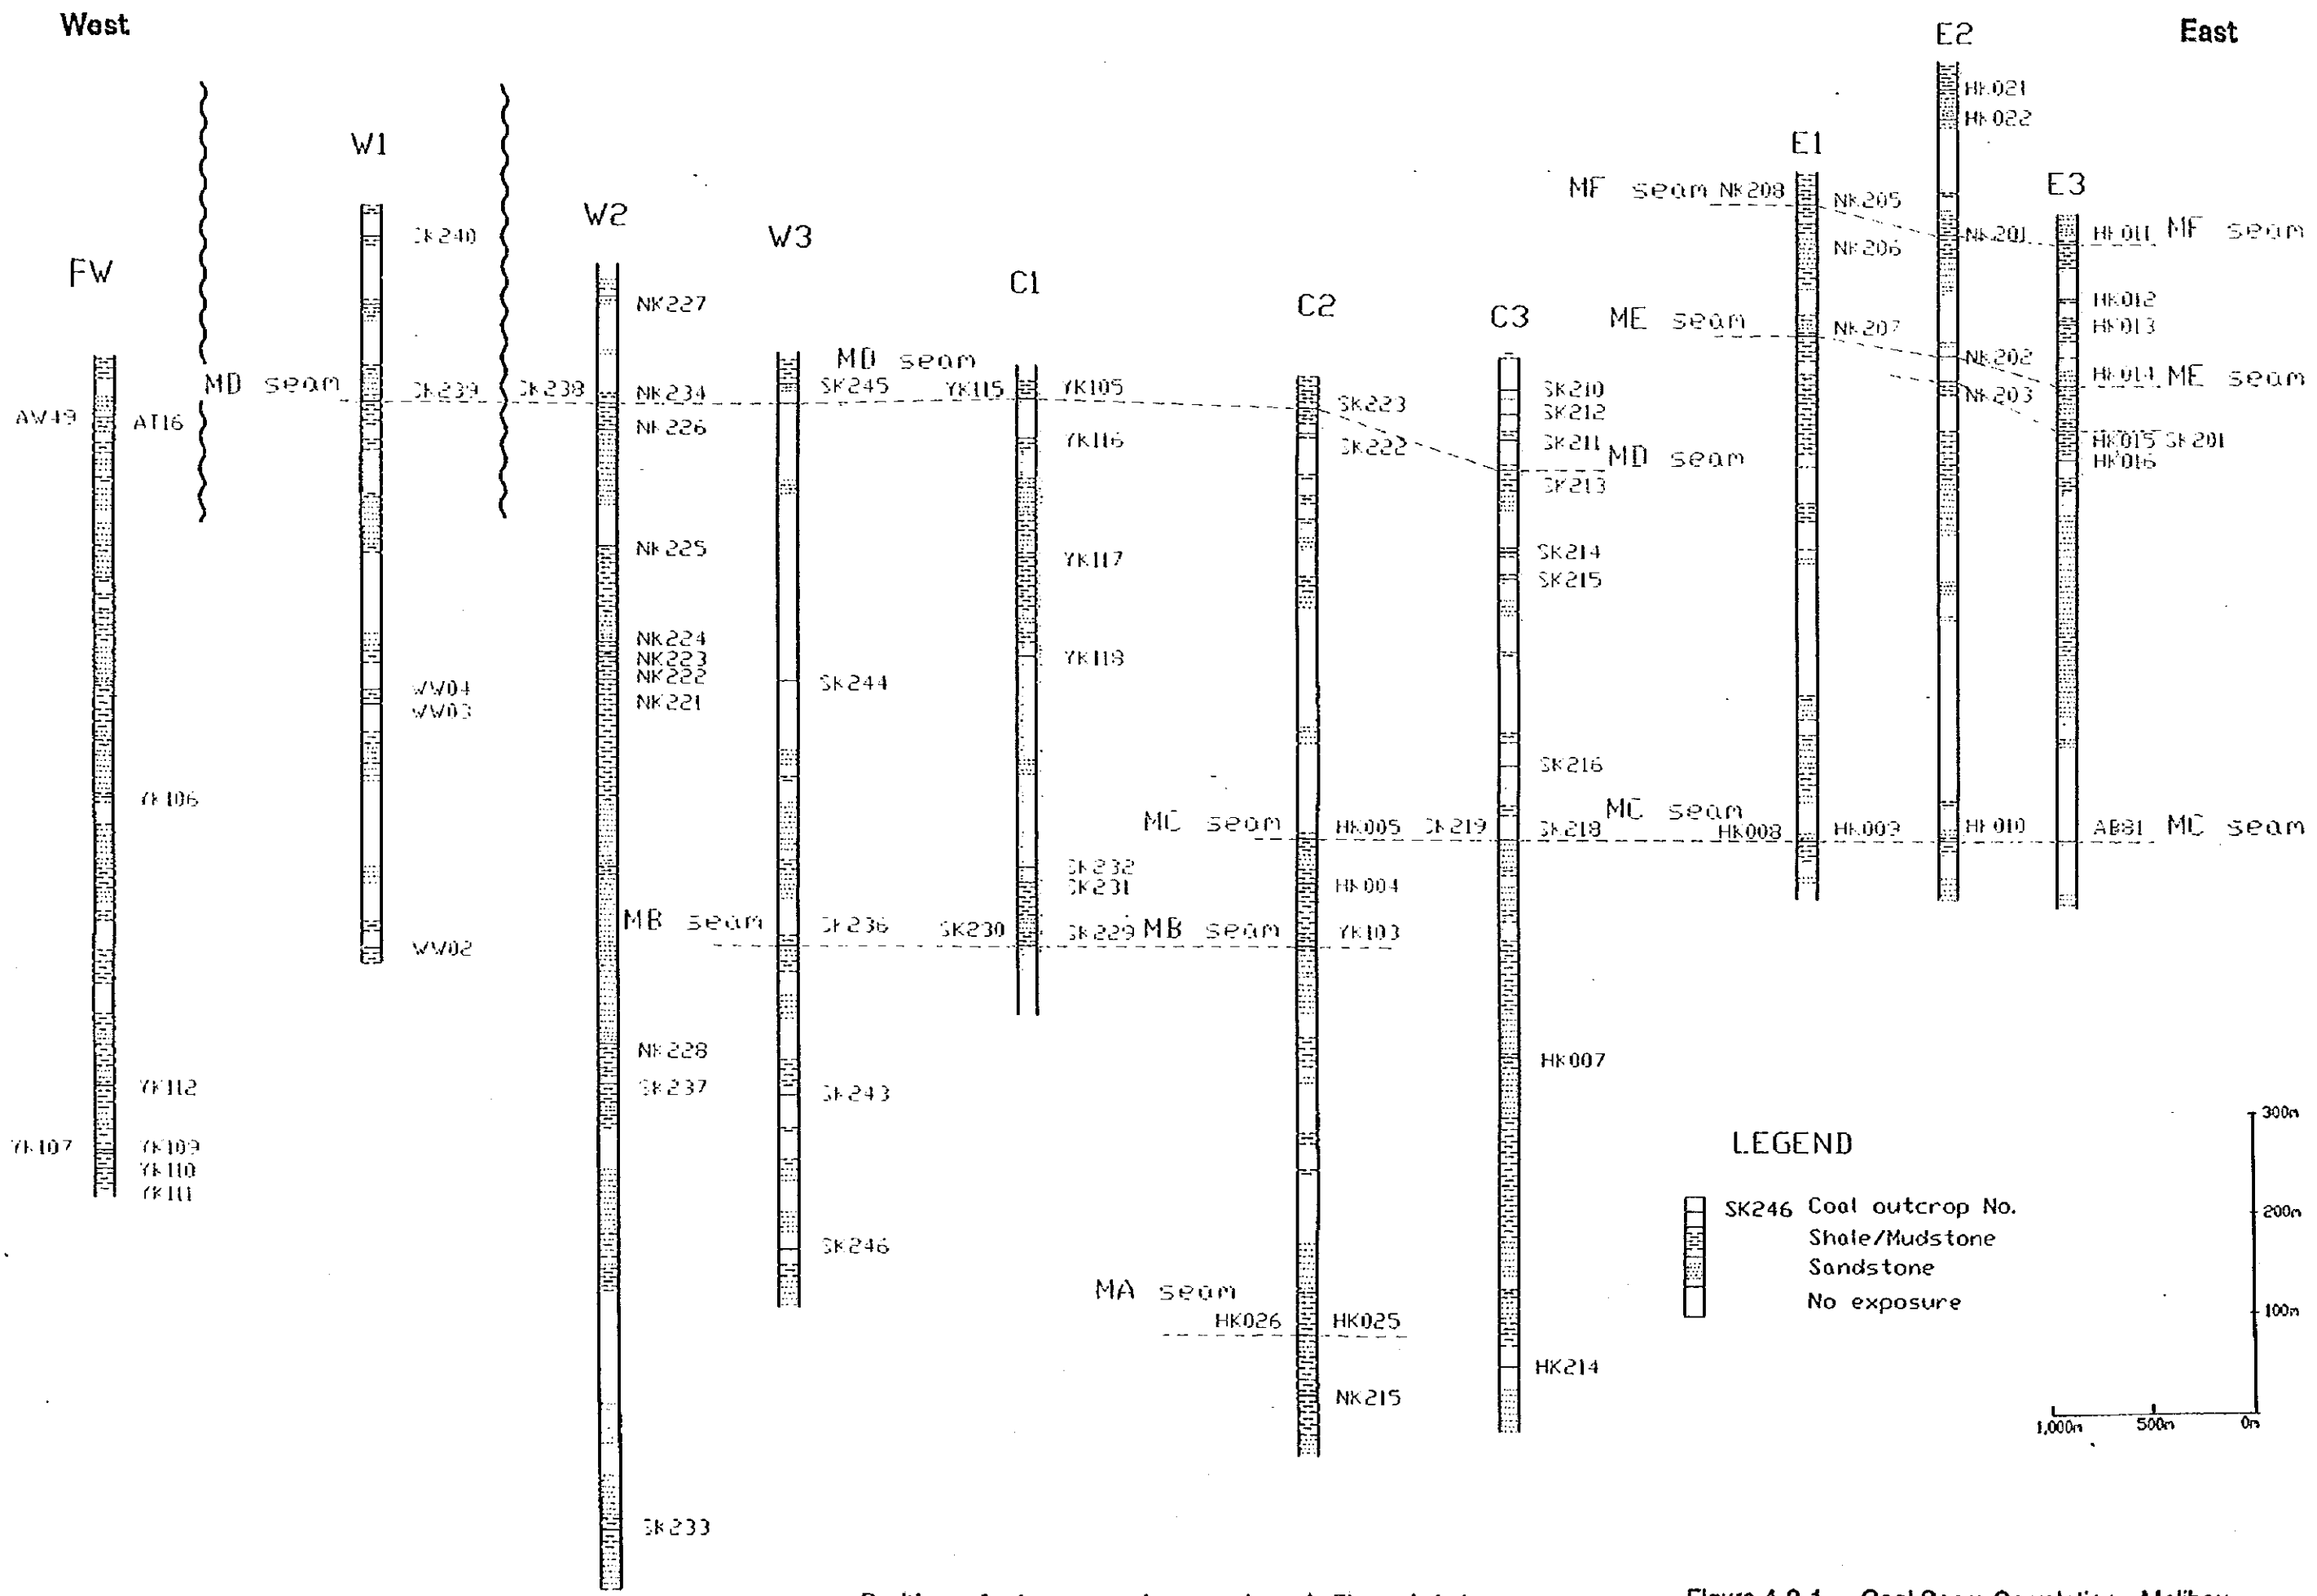 West
East
FW
W1
W2
W3
C1
C2
C3
E1
E2
E3
AW49
AT16
YK106
YK112
YK107
YK109
YK110
YK111
MD seam
SK240
SK239
WW04
WW03
WW02
SK238
NK227
NK234
NK226
NK225
NK224
NK223
NK222
NK221
NK228
SK237
SK233
MD seam
SK245
SK244
MB seam
SK236
SK243
SK246
YK115
YK105
YK116
YK117
YK118
SK232
SK231
SK230
SK229
MB seam
SK223
SK222
MC seam
HK005
HK004
YK103
MA seam
HK026
HK025
NK215
SK210
SK212
SK211
MD seam
SK213
SK214
SK215
SK216
SK219
SK218
HK007
HK214
MF seam
NK208
NK205
NK206
ME seam
NK207
MC seam
HK008
HK009
HK021
HK022
NK201
NK202
NK203
HK010
HK011
MF seam
HK012
HK013
HK014
ME seam
HK015
SK201
HK016
AB81
MC seam
LEGEND
SK246 Coal outcrop No.
Shale/Mudstone
Sandstone
No exposure
300m
200m
100m
1,000m
500m
0m